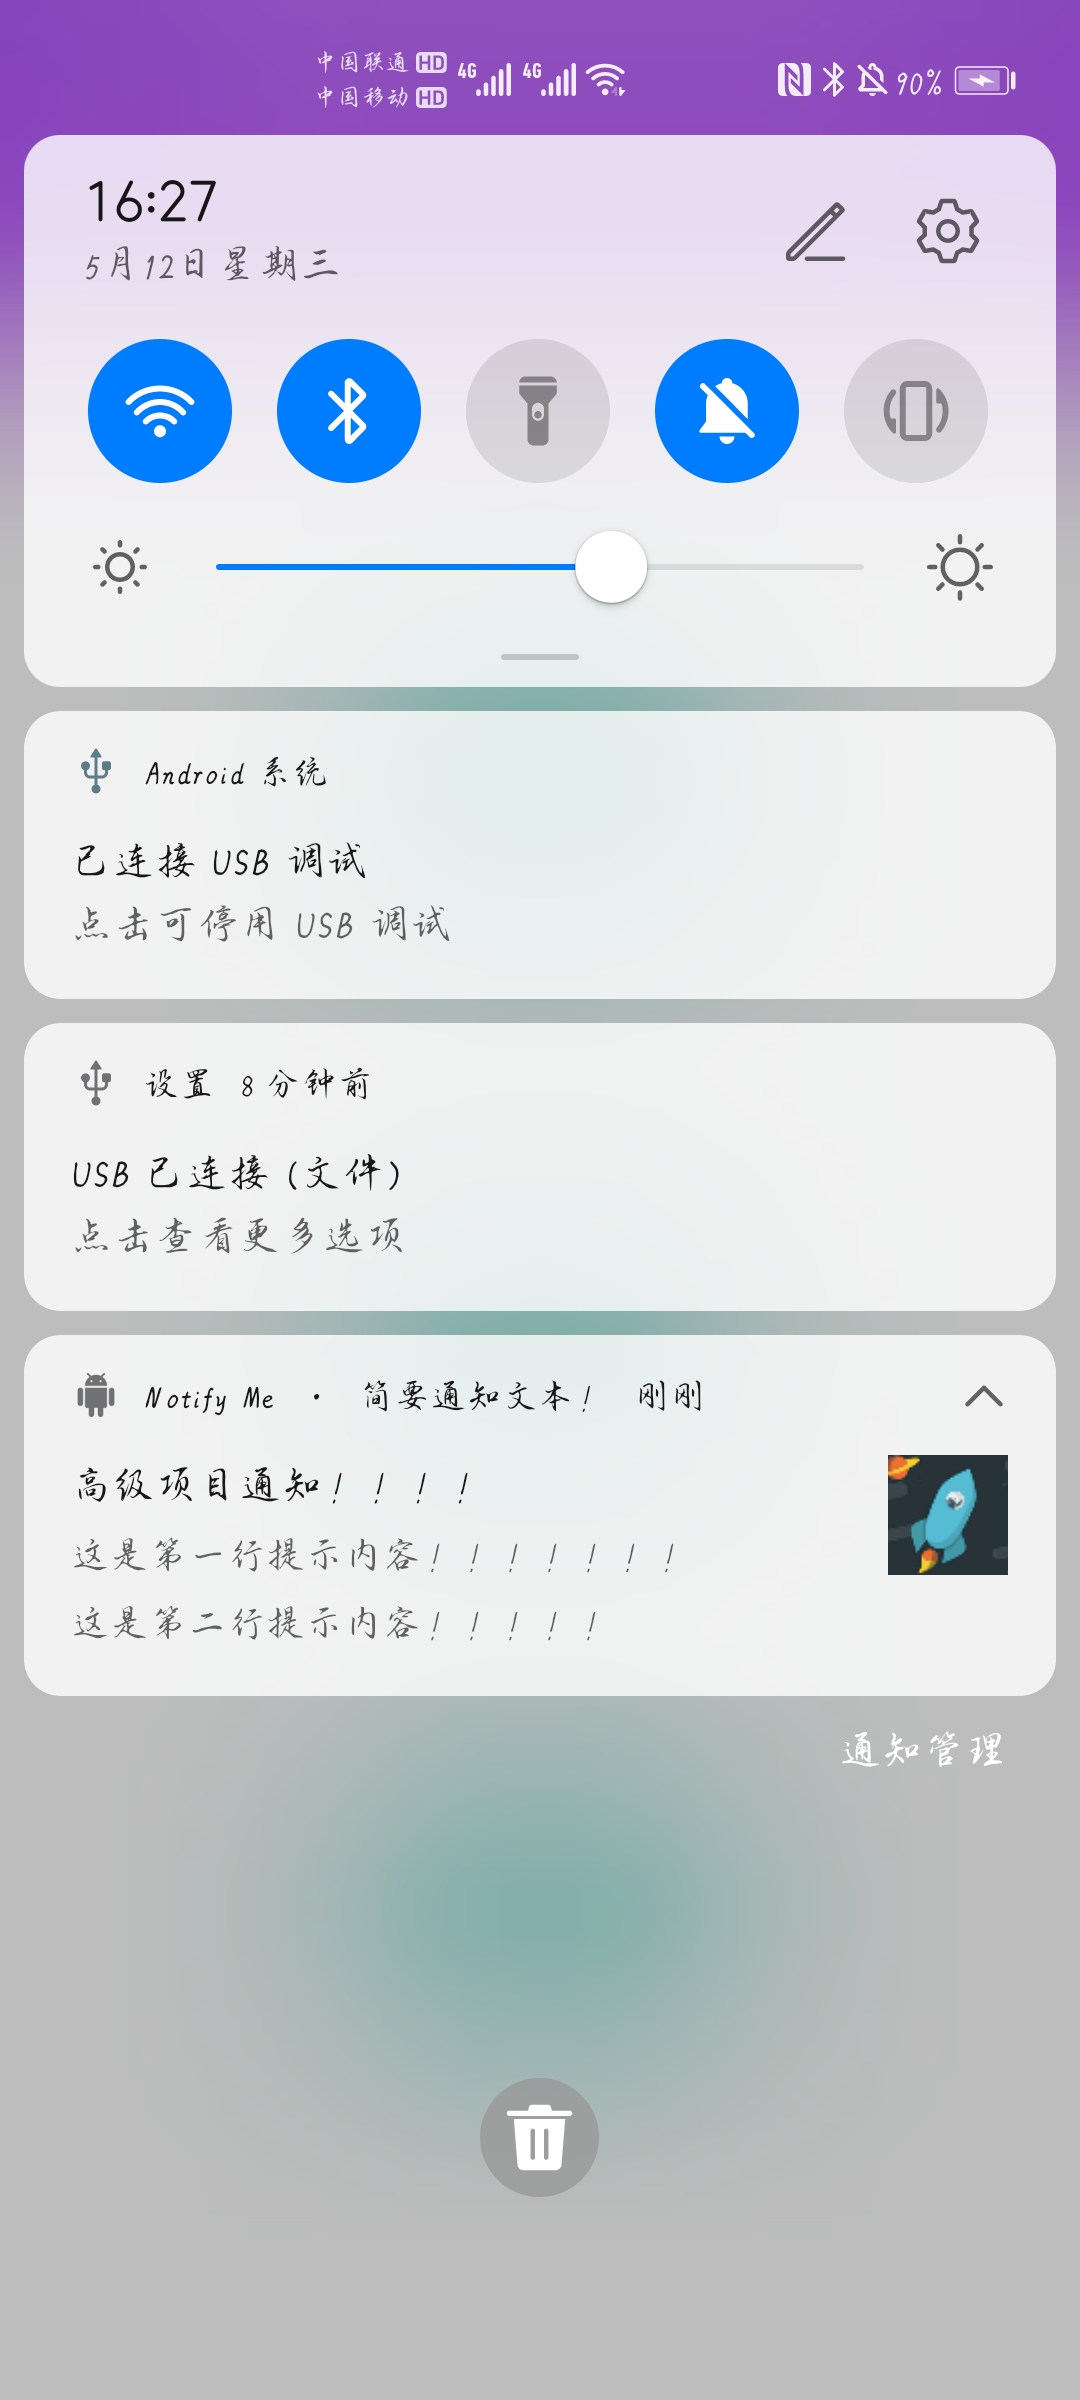 中国联通 HD
中国移动 HD
4G 4G
90%
16:27
5月12日星期三
Android 系统
已连接 USB 调试
点击可停用 USB 调试
设置 8 分钟前
USB 已连接 (文件)
点击查看更多选项
Notify Me · 简要通知文本! 刚刚
高级项目通知!!!!
这是第一行提示内容!!!!!!!
这是第二行提示内容!!!!!
通知管理